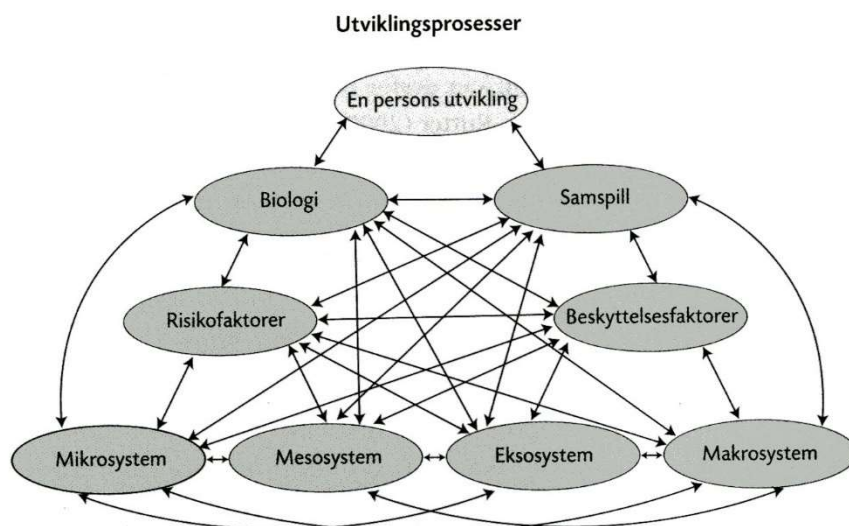 Utviklingsprosesser
En persons utvikling
Biologi
Samspill
Risikofaktorer
Beskyttelsesfaktorer
Mikrosystem
Mesosystem
Eksosystem
Makrosystem